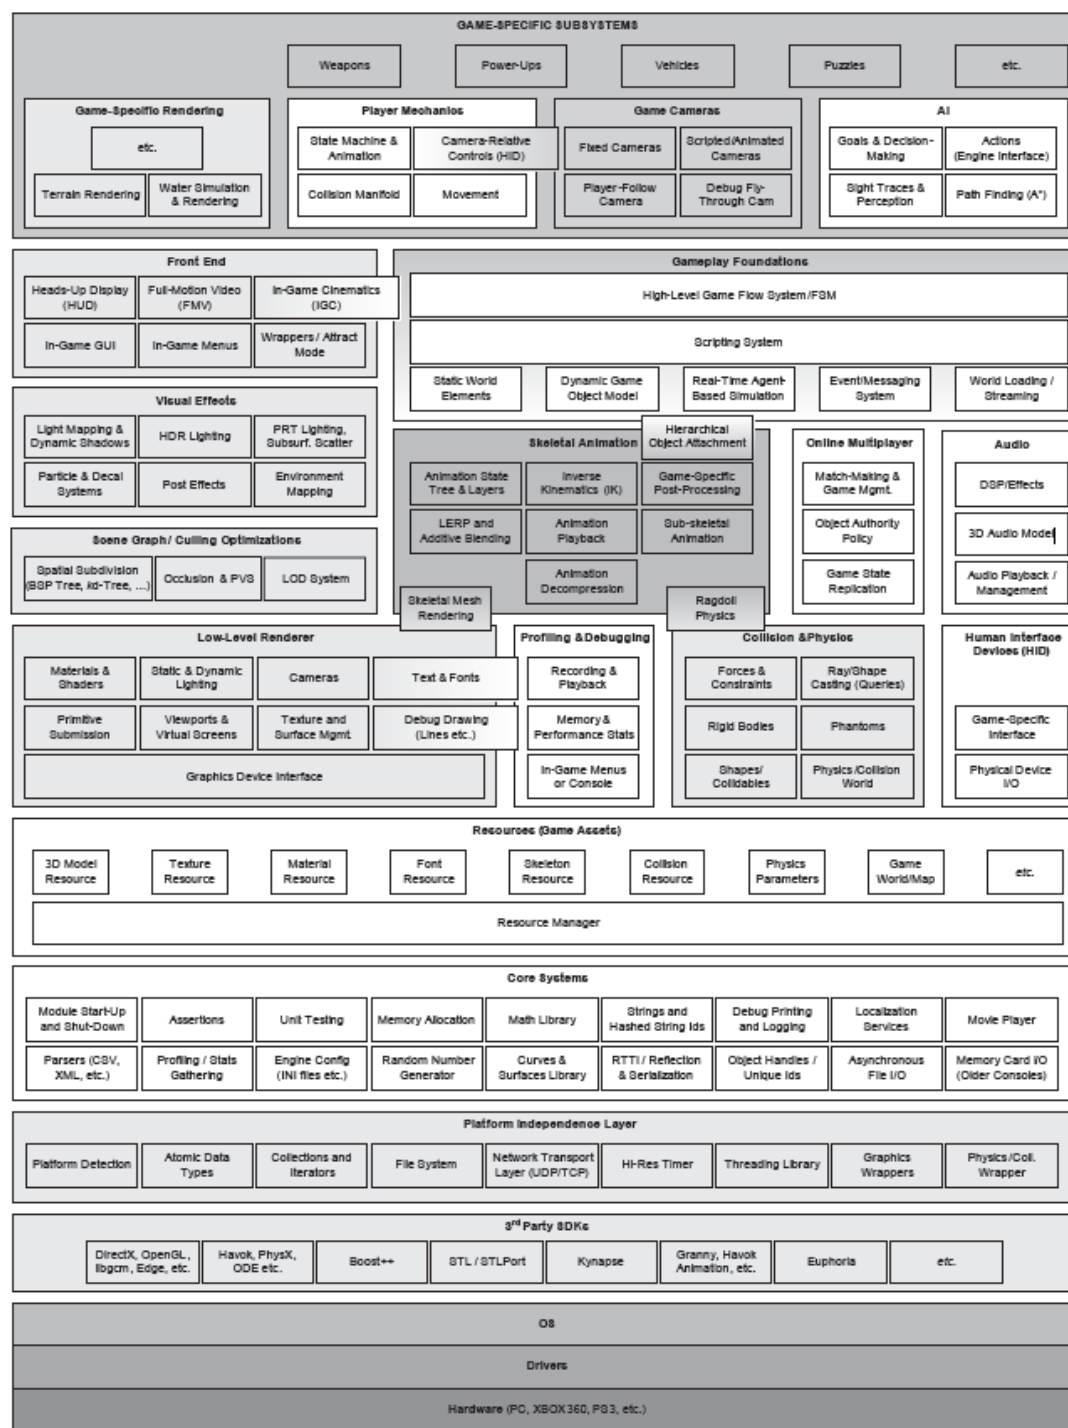 GAME-SPECIFIC SUBSYSTEMS
Weapons
Power-Ups
Vehicles
Puzzles
etc.
Game-Specific Rendering
etc.
Terrain Rendering
Water Simulation
& Rendering
Player Mechanics
State Machine &
Animation
Camera-Relative
Controls (HID)
Collision Manifold
Movement
Game Cameras
Fixed Cameras
Scripted/Animated
Cameras
Player-Follow
Camera
Debug Fly-
Through Cam
AI
Goals & Decision-
Making
Actions
(Engine Interface)
Sight Traces &
Perception
Path Finding (A*)
Front End
Heads-Up Display
(HUD)
Full-Motion Video
(FMV)
In-Game Cinematics
(IGC)
In-Game GUI
In-Game Menus
Wrappers / Attract
Mode
Gameplay Foundations
High-Level Game Flow System/FSM
Scripting System
Static World
Elements
Dynamic Game
Object Model
Real-Time Agent-
Based Simulation
Event/Messaging
System
World Loading /
Streaming
Visual Effects
Light Mapping &
Dynamic Shadows
HDR Lighting
PRT Lighting,
Subsurf. Scatter
Particle & Decal
Systems
Post Effects
Environment
Mapping
Skeletal Animation
Hierarchical
Object Attachment
Animation State
Tree & Layers
Inverse
Kinematics (IK)
Game-Specific
Post-Processing
LERP and
Additive Blending
Animation
Playback
Sub-skeletal
Animation
Animation
Decompression
Skeletal Mesh
Rendering
Ragdoll
Physics
Online Multiplayer
Match-Making &
Game Mgmt.
Object Authority
Policy
Game State
Replication
Audio
DSP/Effects
3D Audio Model
Audio Playback /
Management
Scene Graph / Culling Optimizations
Spatial Subdivision
(BSP Tree, kd-Tree, …)
Occlusion & PVS
LOD System
Low-Level Renderer
Materials &
Shaders
Static & Dynamic
Lighting
Cameras
Text & Fonts
Primitive
Submission
Viewports &
Virtual Screens
Texture and
Surface Mgmt.
Debug Drawing
(Lines etc.)
Graphics Device Interface
Profiling & Debugging
Recording &
Playback
Memory &
Performance Stats
In-Game Menus
or Console
Collision & Physics
Forces &
Constraints
Ray/Shape
Casting (Queries)
Rigid Bodies
Phantoms
Shapes/
Collidables
Physics/Collision
World
Human Interface
Devices (HID)
Game-Specific
Interface
Physical Device
I/O
Resources (Game Assets)
3D Model
Resource
Texture
Resource
Material
Resource
Font
Resource
Skeleton
Resource
Collision
Resource
Physics
Parameters
Game
World/Map
etc.
Resource Manager
Core Systems
Module Start-Up
and Shut-Down
Assertions
Unit Testing
Memory Allocation
Math Library
Strings and
Hashed String Ids
Debug Printing
and Logging
Localization
Services
Movie Player
Parsers (CSV,
XML, etc.)
Profiling / Stats
Gathering
Engine Config
(INI files etc.)
Random Number
Generator
Curves &
Surfaces Library
RTTI / Reflection
& Serialization
Object Handles /
Unique Ids
Asynchronous
File I/O
Memory Card I/O
(Older Consoles)
Platform Independence Layer
Platform Detection
Atomic Data
Types
Collections and
Iterators
File System
Network Transport
Layer (UDP/TCP)
Hi-Res Timer
Threading Library
Graphics
Wrappers
Physics/Coll.
Wrapper
3rd Party SDKs
DirectX, OpenGL,
libgcm, Edge, etc.
Havok, PhysX,
ODE etc.
Boost++
STL / STLPort
Kynapse
Granny, Havok
Animation, etc.
Euphoria
etc.
OS
Drivers
Hardware (PC, XBOX360, PS3, etc.)